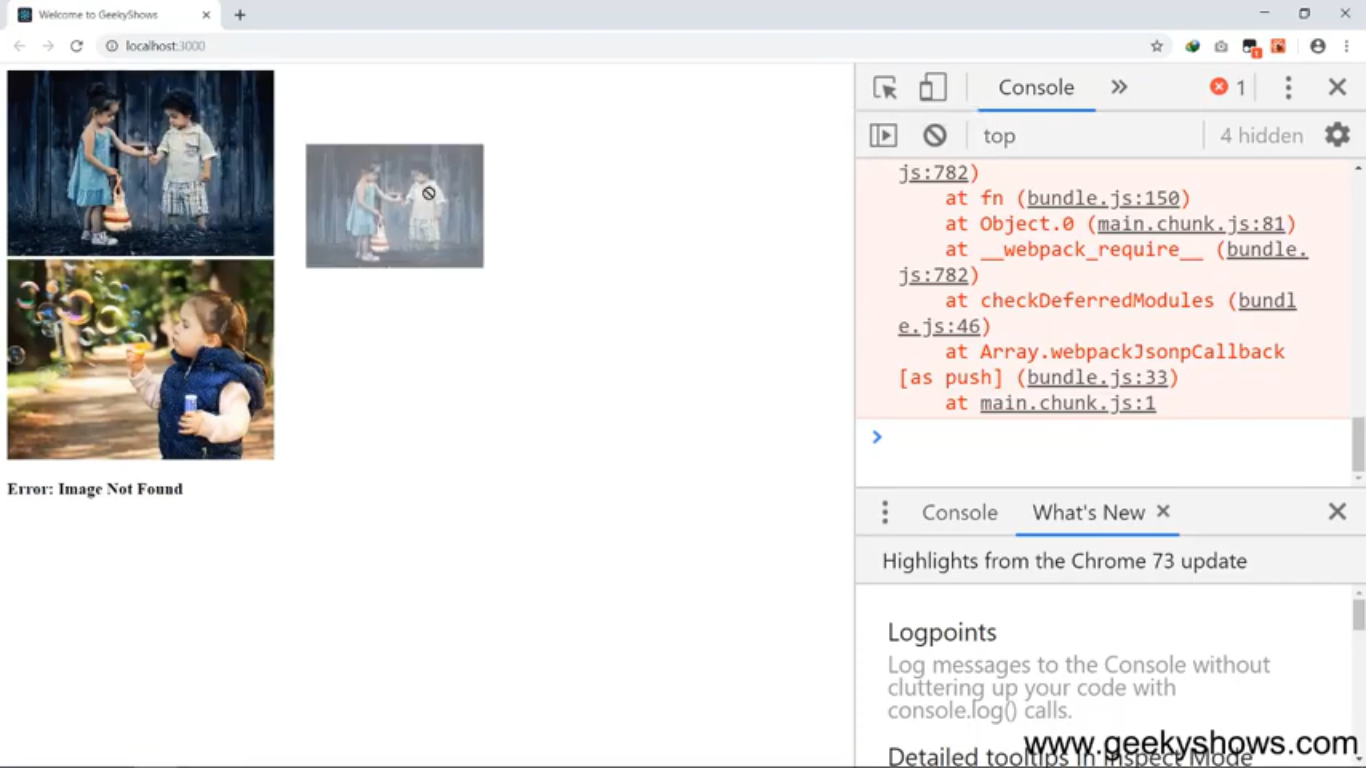 Welcome to GeekyShows
localhost:3000
Error: Image Not Found
Console
1
top
4 hidden
js:782)
at fn (bundle.js:150)
at Object.0 (main.chunk.js:81)
at __webpack_require__ (bundle.
js:782)
at checkDeferredModules (bundl
e.js:46)
at Array.webpackJsonpCallback
[as push] (bundle.js:33)
at main.chunk.js:1
Console
What's New
Highlights from the Chrome 73 update
Logpoints
Log messages to the Console without
cluttering up your code with
console.log() calls.
Detailed tooltips in Inspect Mode
www.geekyshows.com